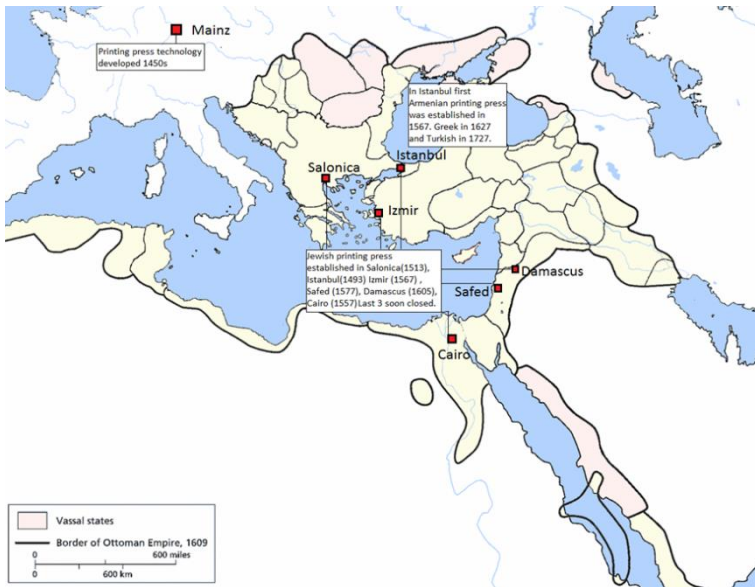 Mainz
Printing press technology
developed 1450s
In Istanbul first
Armenian printing press
was established in
1567. Greek in 1627
and Turkish in 1727.
Istanbul
Salonica
Izmir
Jewish printing press
established in Salonica(1513),
Istanbul(1493) Izmir (1567) ,
Safed (1577), Damascus (1605),
Cairo (1557)Last 3 soon closed.
Damascus
Safed
Cairo
Vassal states
Border of Ottoman Empire, 1609
0 600 miles
0 600 km